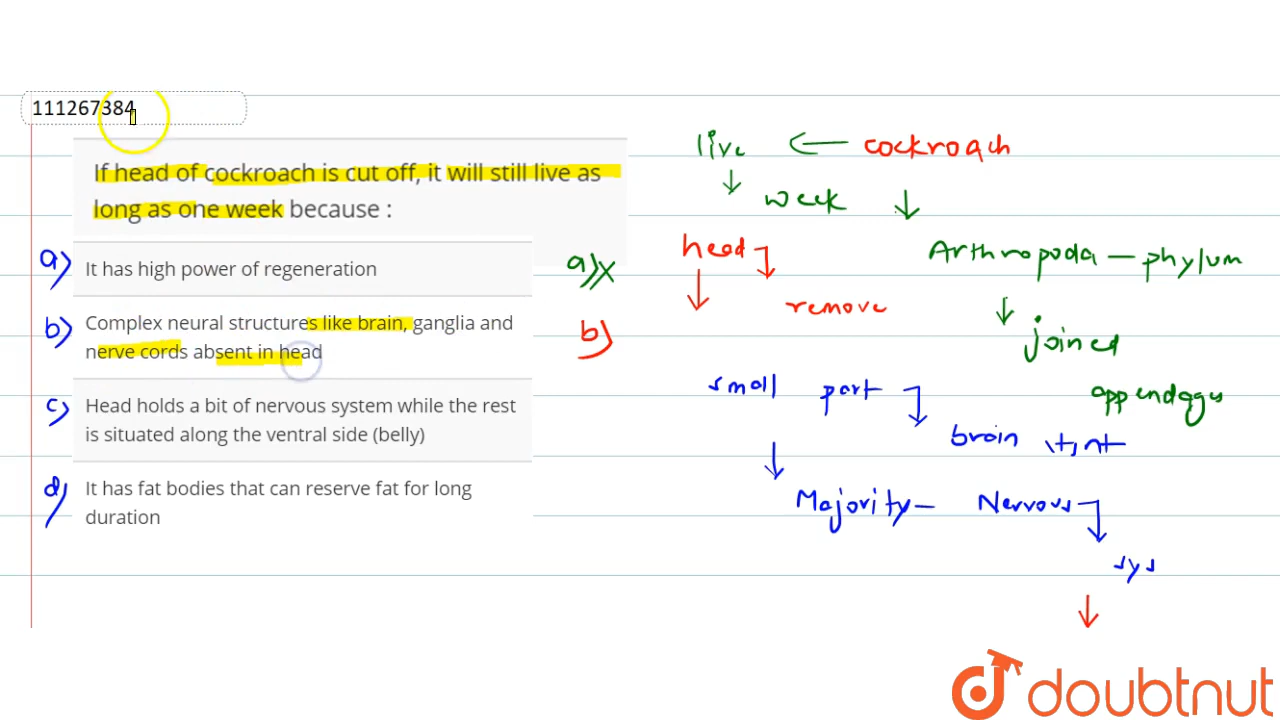 111267384
If head of cockroach is cut off, it will still live as
long as one week because :
a) It has high power of regeneration
b) Complex neural structures like brain, ganglia and
nerve cords absent in head
c) Head holds a bit of nervous system while the rest
is situated along the ventral side (belly)
d) It has fat bodies that can reserve fat for long
duration
a) x
b)
live ← cockroach
↓ week ↓
head
↓ remove
Arthropoda - phylum
↓ joined
appendages
small part
brain
↓ Majority - Nervous
sys
↓
doubtnut